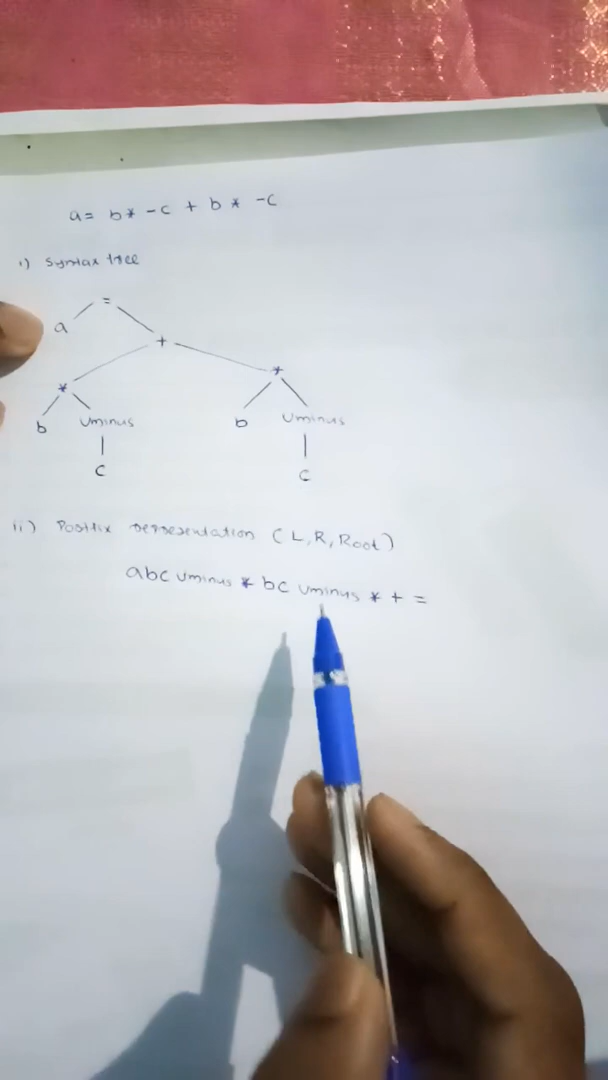 a = b * -c + b * -c
i) Syntax tree
=
a
+
*
*
b
uminus
b
uminus
c
c
ii) Postfix representation (L, R, Root)
abc uminus * bc uminus * + =